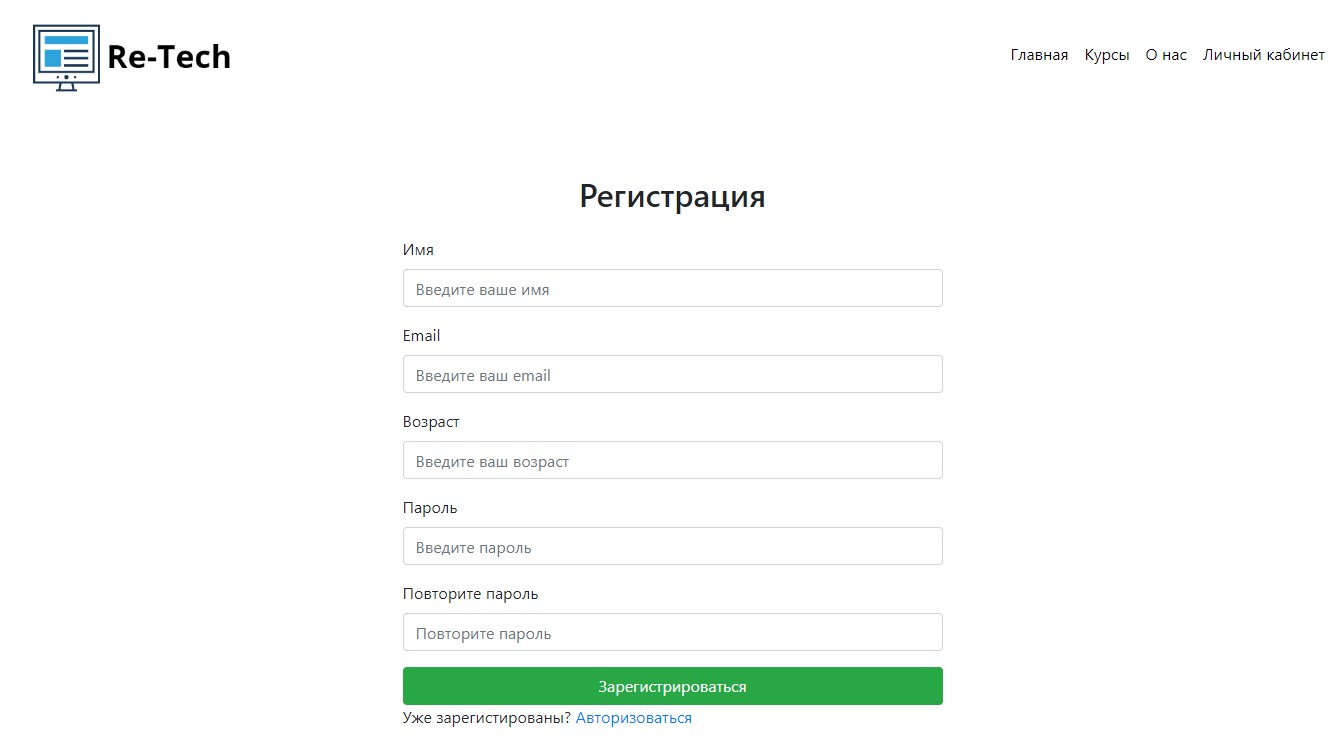 Re-Tech
Главная Курсы О нас Личный кабинет
Регистрация
Имя
Введите ваше имя
Email
Введите ваш email
Возраст
Введите ваш возраст
Пароль
Введите пароль
Повторите пароль
Повторите пароль
Зарегистрироваться
Уже зарегистированы? Авторизоваться